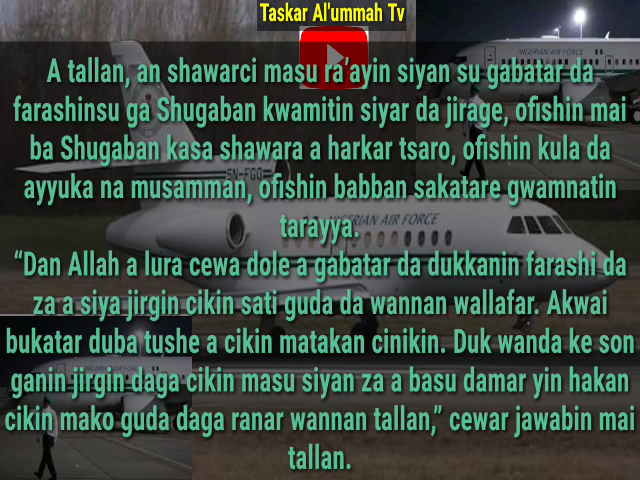 Taskar Al'ummah Tv
NIGERIAN AIR FORCE
A tallan, an shawarci masu ra'ayin siyan su gabatar da
farashinsu ga Shugaban kwamitin siyar da jirage, ofishin mai
ba Shugaban kasa shawara a harkar tsaro, ofishin kula da
ayyuka na musamman, ofishin babban sakatare gwamnatin
tarayya.
5N-FGO
NIGERIAN AIR FORCE
“Dan Allah a lura cewa dole a gabatar da dukkanin farashi da
za a siya jirgin cikin sati guda da wannan wallafar. Akwai
bukatar duba tushe a cikin matakan cinikin. Duk wanda ke son
ganin jirgin daga cikin masu siyan za a basu damar yin hakan
cikin mako guda daga ranar wannan tallan,” cewar jawabin mai
tallan.